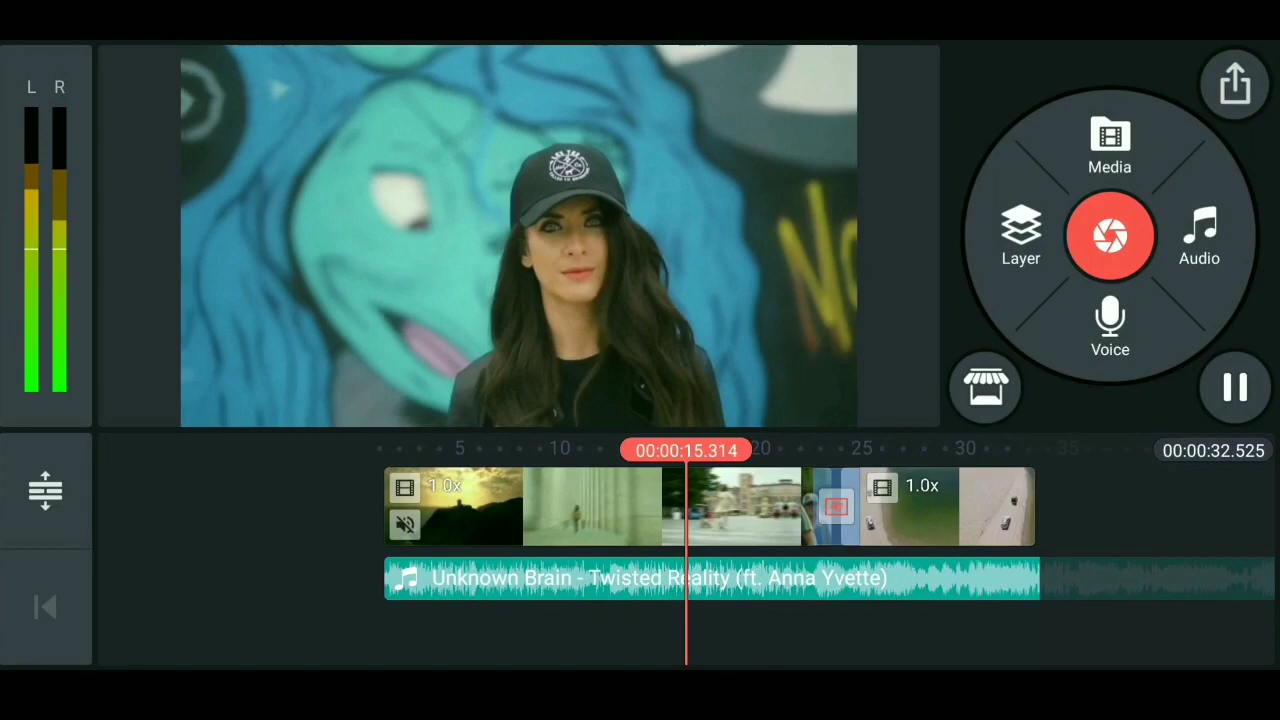 L R
Media
Layer
Audio
Voice
5 10 20 25 30 35
00:00:15.314
00:00:32.525
1.0x
1.0x
Unknown Brain - Twisted Reality (ft. Anna Yvette)